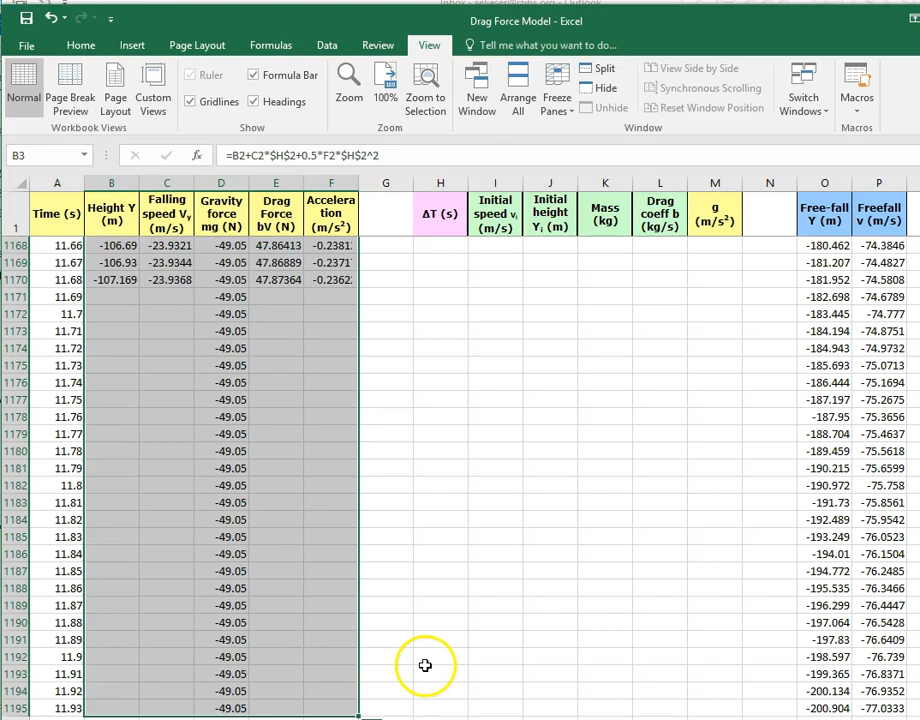 Inbox - seliaser@rzihs.org - Outlook
Drag Force Model - Excel
File Home Insert Page Layout Formulas Data Review View Tell me what you want to do...
Normal Page Break Preview Page Layout Custom Views
Workbook Views
Ruler Formula Bar
Gridlines Headings
Show
Zoom 100% Zoom to Selection
Zoom
New Window Arrange All Freeze Panes
Split
Hide
Unhide
View Side by Side
Synchronous Scrolling
Reset Window Position
Window
Switch Windows
Macros
Macros
B3 fx =B2+C2*$H$2+0.5*F2*$H$2^2
A B C D E F G H I J K L M N O P
1 Time (s) Height Y (m) Falling speed Vy (m/s) Gravity force mg (N) Drag Force bV (N) Acceleration (m/s²) ΔT (s) Initial speed vi (m/s) Initial height Yi (m) Mass (kg) Drag coeff b (kg/s) g (m/s²) Free-fall Y (m) Freefall v (m/s)
1168 11.66 -106.69 -23.9321 -49.05 47.86413 -0.2381 -180.462 -74.3846
1169 11.67 -106.93 -23.9344 -49.05 47.86889 -0.2371 -181.207 -74.4827
1170 11.68 -107.169 -23.9368 -49.05 47.87364 -0.2362 -181.952 -74.5808
1171 11.69 -49.05 -182.698 -74.6789
1172 11.7 -49.05 -183.445 -74.777
1173 11.71 -49.05 -184.194 -74.8751
1174 11.72 -49.05 -184.943 -74.9732
1175 11.73 -49.05 -185.693 -75.0713
1176 11.74 -49.05 -186.444 -75.1694
1177 11.75 -49.05 -187.197 -75.2675
1178 11.76 -49.05 -187.95 -75.3656
1179 11.77 -49.05 -188.704 -75.4637
1180 11.78 -49.05 -189.459 -75.5618
1181 11.79 -49.05 -190.215 -75.6599
1182 11.8 -49.05 -190.972 -75.758
1183 11.81 -49.05 -191.73 -75.8561
1184 11.82 -49.05 -192.489 -75.9542
1185 11.83 -49.05 -193.249 -76.0523
1186 11.84 -49.05 -194.01 -76.1504
1187 11.85 -49.05 -194.772 -76.2485
1188 11.86 -49.05 -195.535 -76.3466
1189 11.87 -49.05 -196.299 -76.4447
1190 11.88 -49.05 -197.064 -76.5428
1191 11.89 -49.05 -197.83 -76.6409
1192 11.9 -49.05 -198.597 -76.739
1193 11.91 -49.05 -199.365 -76.8371
1194 11.92 -49.05 -200.134 -76.9352
1195 11.93 -49.05 -200.904 -77.0333